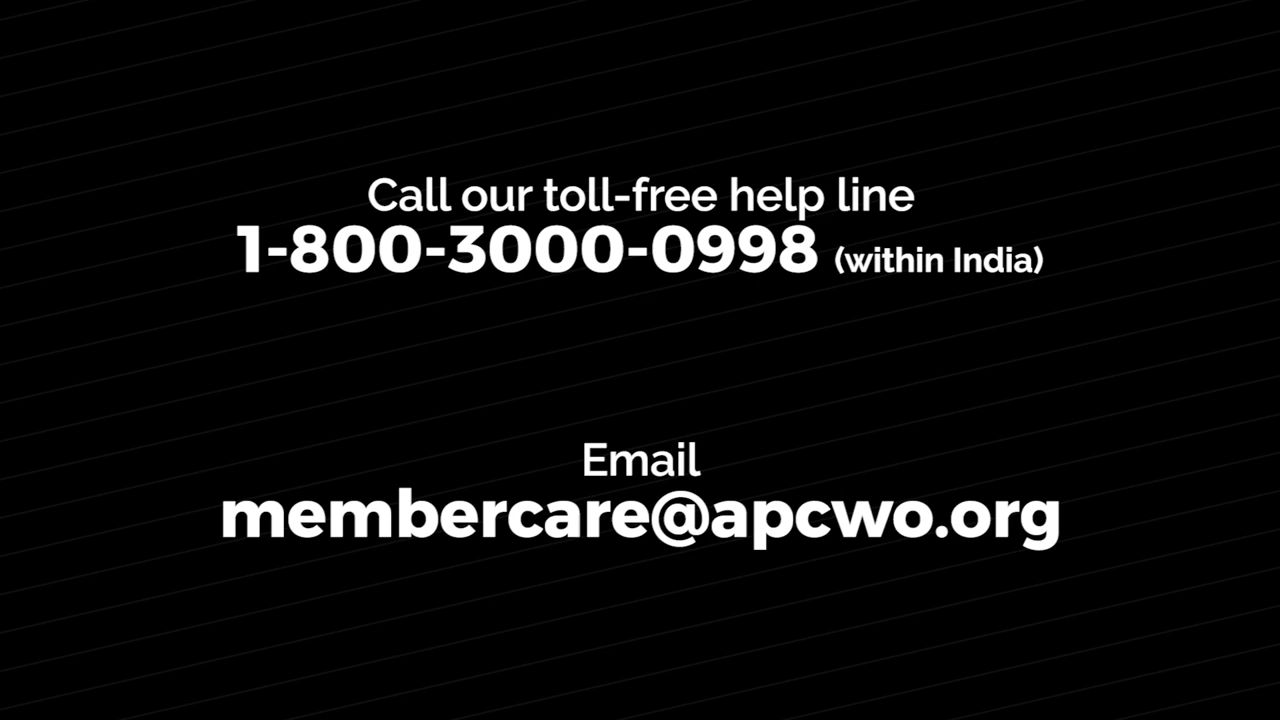 Call our toll-free help line
1-800-3000-0998 (within India)
Email
membercare@apcwo.org